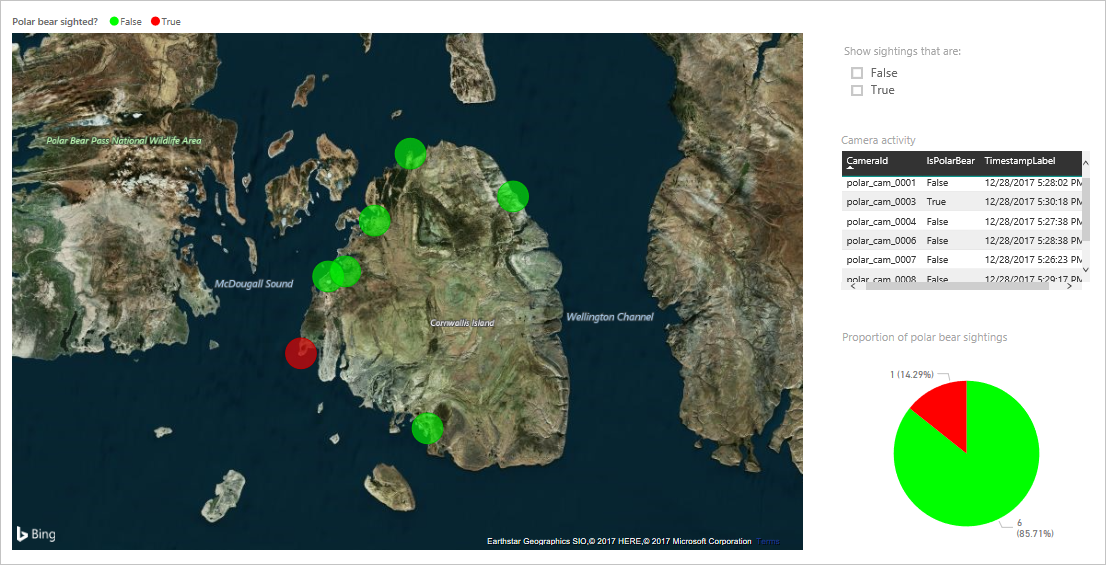 Polar bear sighted? False True
Polar Bear Pass National Wildlife Area
McDougall Sound
Cornwallis Island
Wellington Channel
Bing
Earthstar Geographics SIO,© 2017 HERE,© 2017 Microsoft Corporation Terms
Show sightings that are:
False
True
Camera activity
CameraId IsPolarBear TimestampLabel
polar_cam_0001 False 12/28/2017 5:28:02 PM
polar_cam_0003 True 12/28/2017 5:30:18 PM
polar_cam_0004 False 12/28/2017 5:27:38 PM
polar_cam_0006 False 12/28/2017 5:28:38 PM
polar_cam_0007 False 12/28/2017 5:26:23 PM
polar_cam_0008 False 12/28/2017 5:29:17 PM
Proportion of polar bear sightings
1 (14.29%)
6
(85.71%)